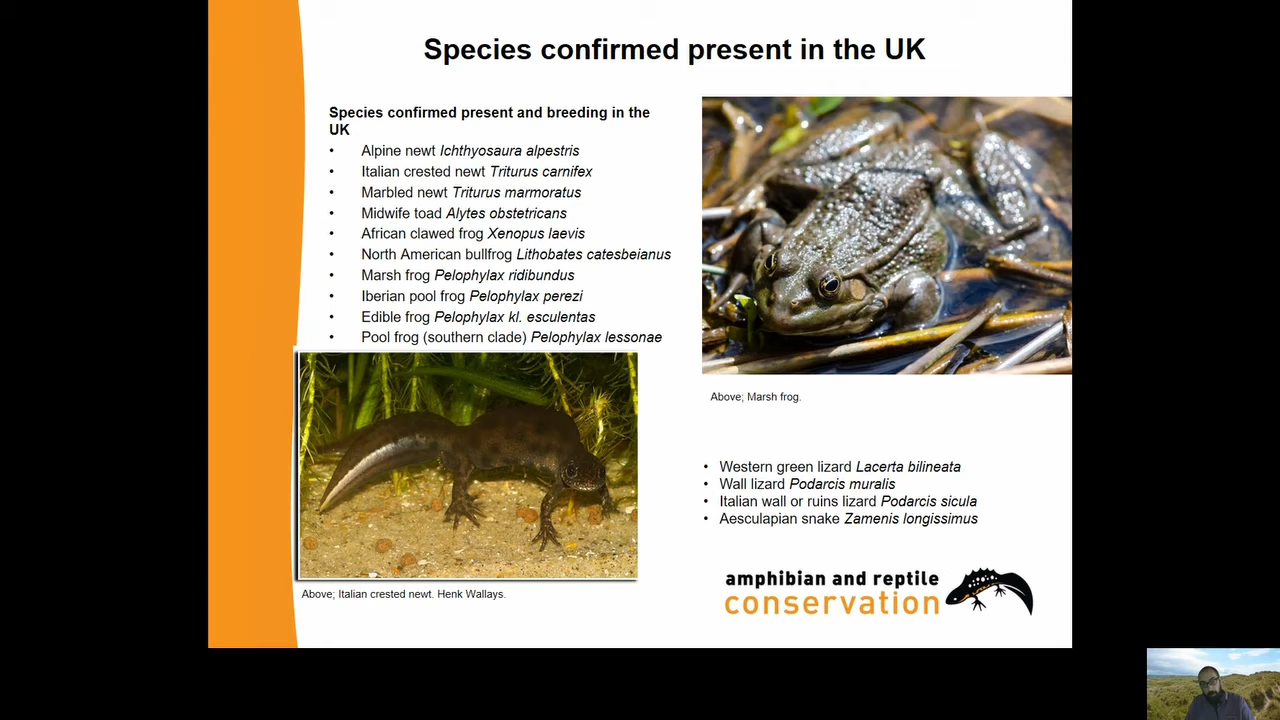 Species confirmed present in the UK
Species confirmed present and breeding in the
UK
• Alpine newt Ichthyosaura alpestris
• Italian crested newt Triturus carnifex
• Marbled newt Triturus marmoratus
• Midwife toad Alytes obstetricans
• African clawed frog Xenopus laevis
• North American bullfrog Lithobates catesbeianus
• Marsh frog Pelophylax ridibundus
• Iberian pool frog Pelophylax perezi
• Edible frog Pelophylax kl. esculentas
• Pool frog (southern clade) Pelophylax lessonae
Above; Italian crested newt. Henk Wallays.
Above; Marsh frog.
• Western green lizard Lacerta bilineata
• Wall lizard Podarcis muralis
• Italian wall or ruins lizard Podarcis sicula
• Aesculapian snake Zamenis longissimus
amphibian and reptile
conservation